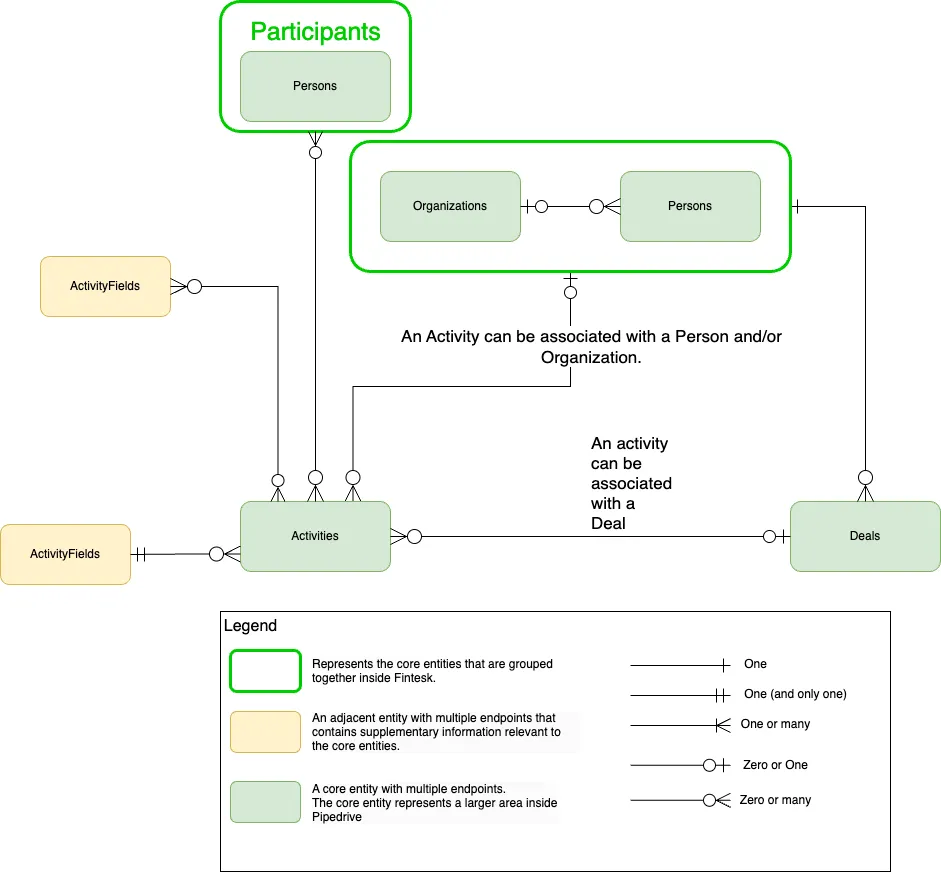 Participants
Persons
Organizations
Persons
ActivityFields
An Activity can be associated with a Person and/or
Organization.
An activity
can be
associated
with a
Deal
ActivityFields
Activities
Deals
Legend
Represents the core entities that are grouped
together inside Fintesk.
An adjacent entity with multiple endpoints that
contains supplementary information relevant to
the core entities.
A core entity with multiple endpoints.
The core entity represents a larger area inside
Pipedrive
One
One (and only one)
One or many
Zero or One
Zero or many